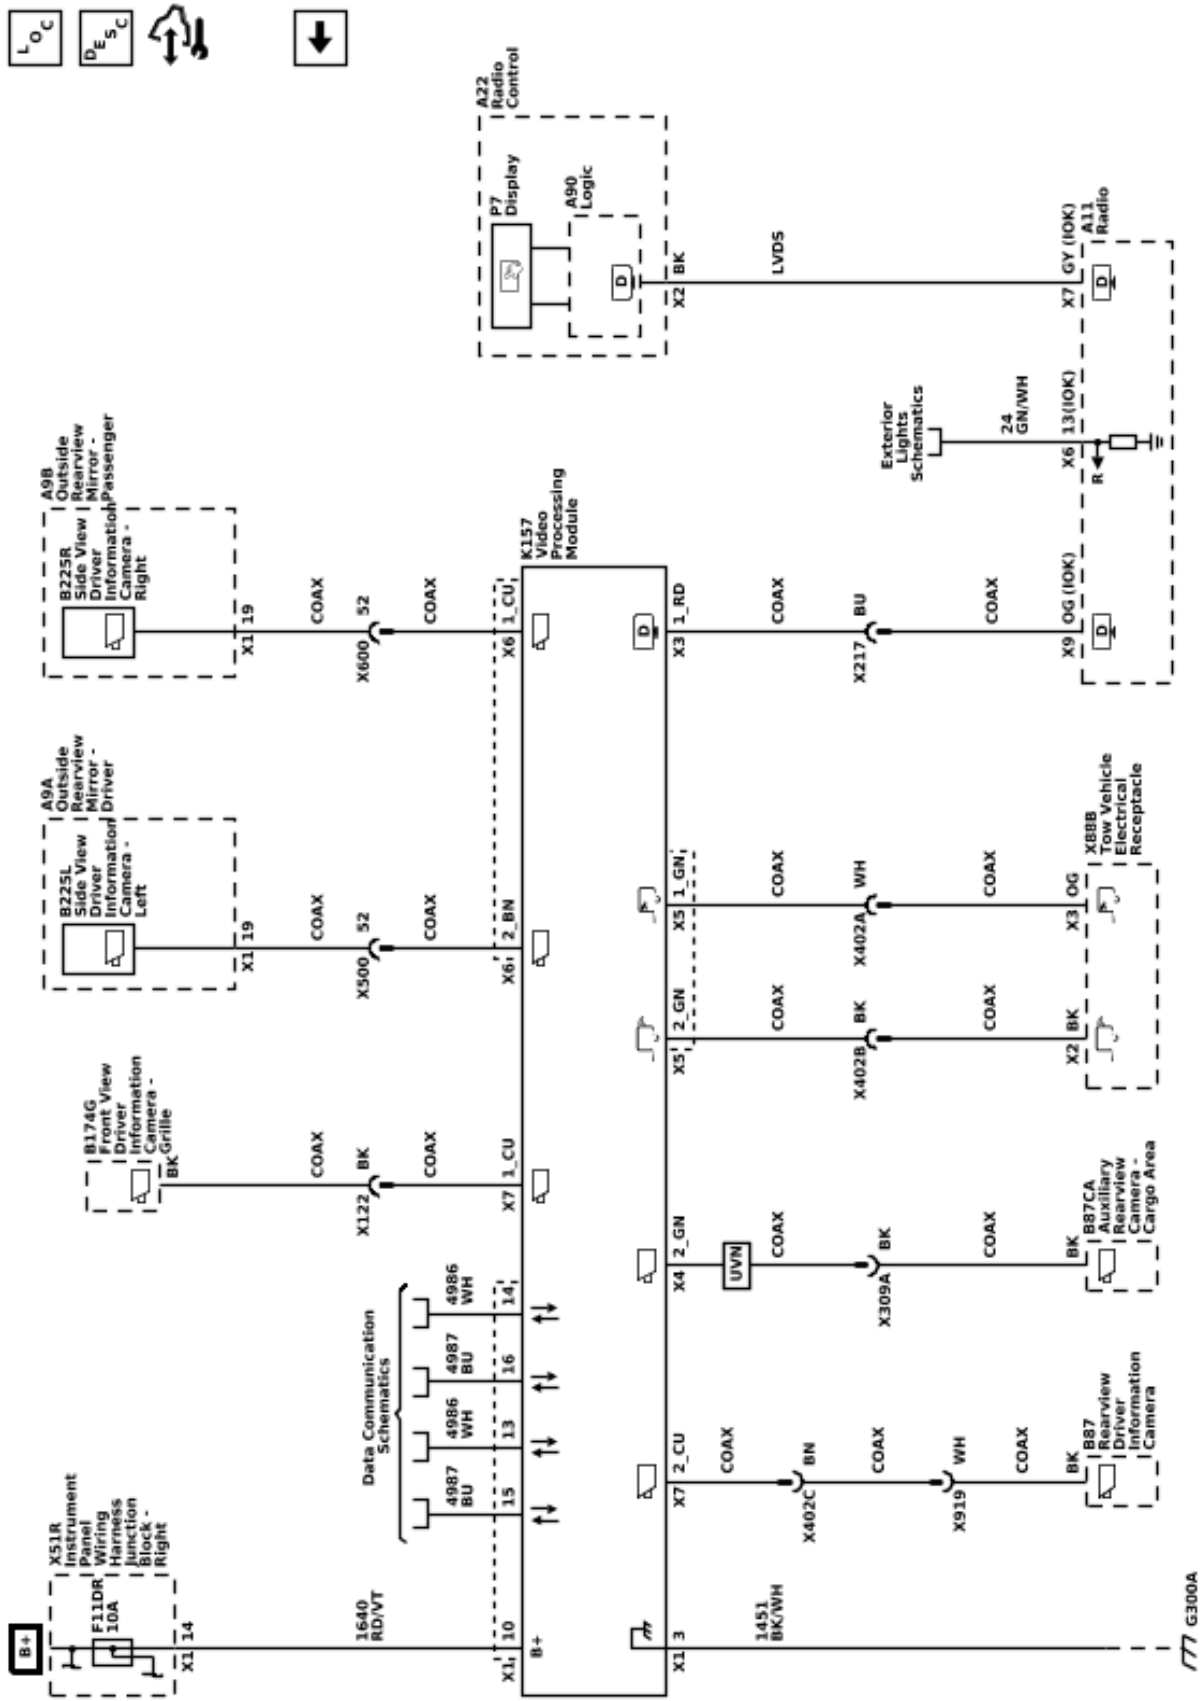 LOC
DESC
B+
X51R
Instrument
Panel
Wiring
Harness
Junction
Block -
Right
F11DR
10A
X1 14
1640
RD/VT
X1 10
B+
Data Communication
Schematics
4987
BU
15
4986
WH
13
4987
BU
16
4986
WH
14
B174G
Front View
Driver
Information
Camera -
Grille
BK
COAX
X122 BK
COAX
X7 1_CU
A9A
Outside
Rearview
Mirror -
Driver
B225L
Side View
Driver
Information
Camera -
Left
X1 19
COAX
X500 52
COAX
X6 2_BN
A9B
Outside
Rearview
Mirror -
Passenger
B225R
Side View
Driver
Information
Camera -
Right
X1 19
COAX
X600 52
COAX
X6 1_CU
K157
Video
Processing
Module
A22
Radio
Control
P7
Display
A90
Logic
D
X2 BK
LVDS
X7 GY (IOK)
A11
Radio
D
X1 3
1451
BK/WH
G300A
X7 2_CU
COAX
X402C BN
COAX
X919 WH
COAX
BK
B87
Rearview
Driver
Information
Camera
X4 2_GN
UVN
COAX
X309A BK
COAX
BK
B87CA
Auxiliary
Rearview
Camera -
Cargo Area
X5 2_GN
COAX
X402B BK
COAX
X2 BK
X5 1_GN
COAX
X402A WH
COAX
X3 OG
X88B
Tow Vehicle
Electrical
Receptacle
D
X3 1_RD
COAX
X217 BU
COAX
X9 OG (IOK)
D
Exterior
Lights
Schematics
24
GN/WH
X6 13(IOK)
R